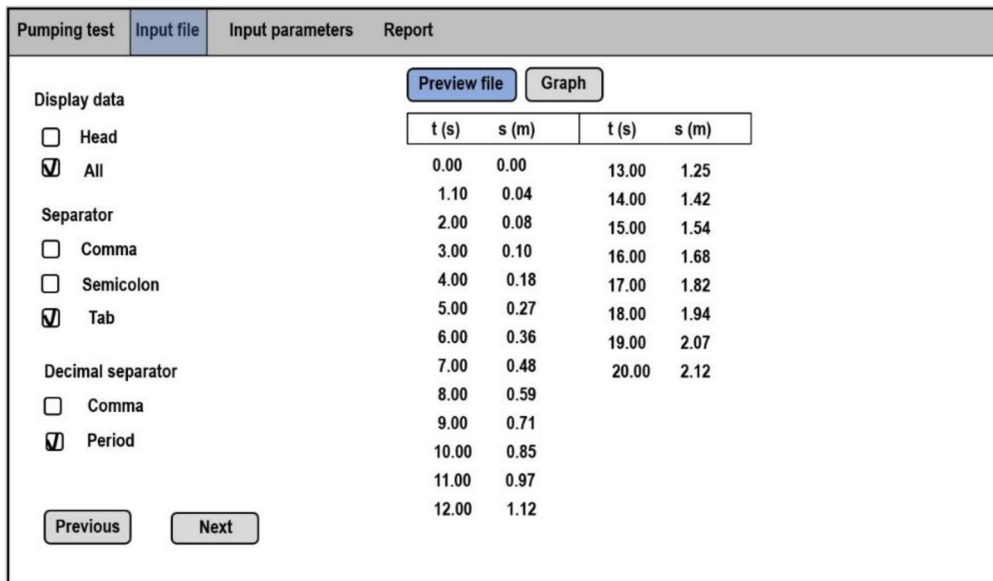 Pumping test Input file Input parameters Report
Display data
Head
All
Separator
Comma
Semicolon
Tab
Decimal separator
Comma
Period
Previous Next
Preview file Graph
t (s) s (m) t (s) s (m)
0.00 0.00
1.10 0.04
2.00 0.08
3.00 0.10
4.00 0.18
5.00 0.27
6.00 0.36
7.00 0.48
8.00 0.59
9.00 0.71
10.00 0.85
11.00 0.97
12.00 1.12
13.00 1.25
14.00 1.42
15.00 1.54
16.00 1.68
17.00 1.82
18.00 1.94
19.00 2.07
20.00 2.12